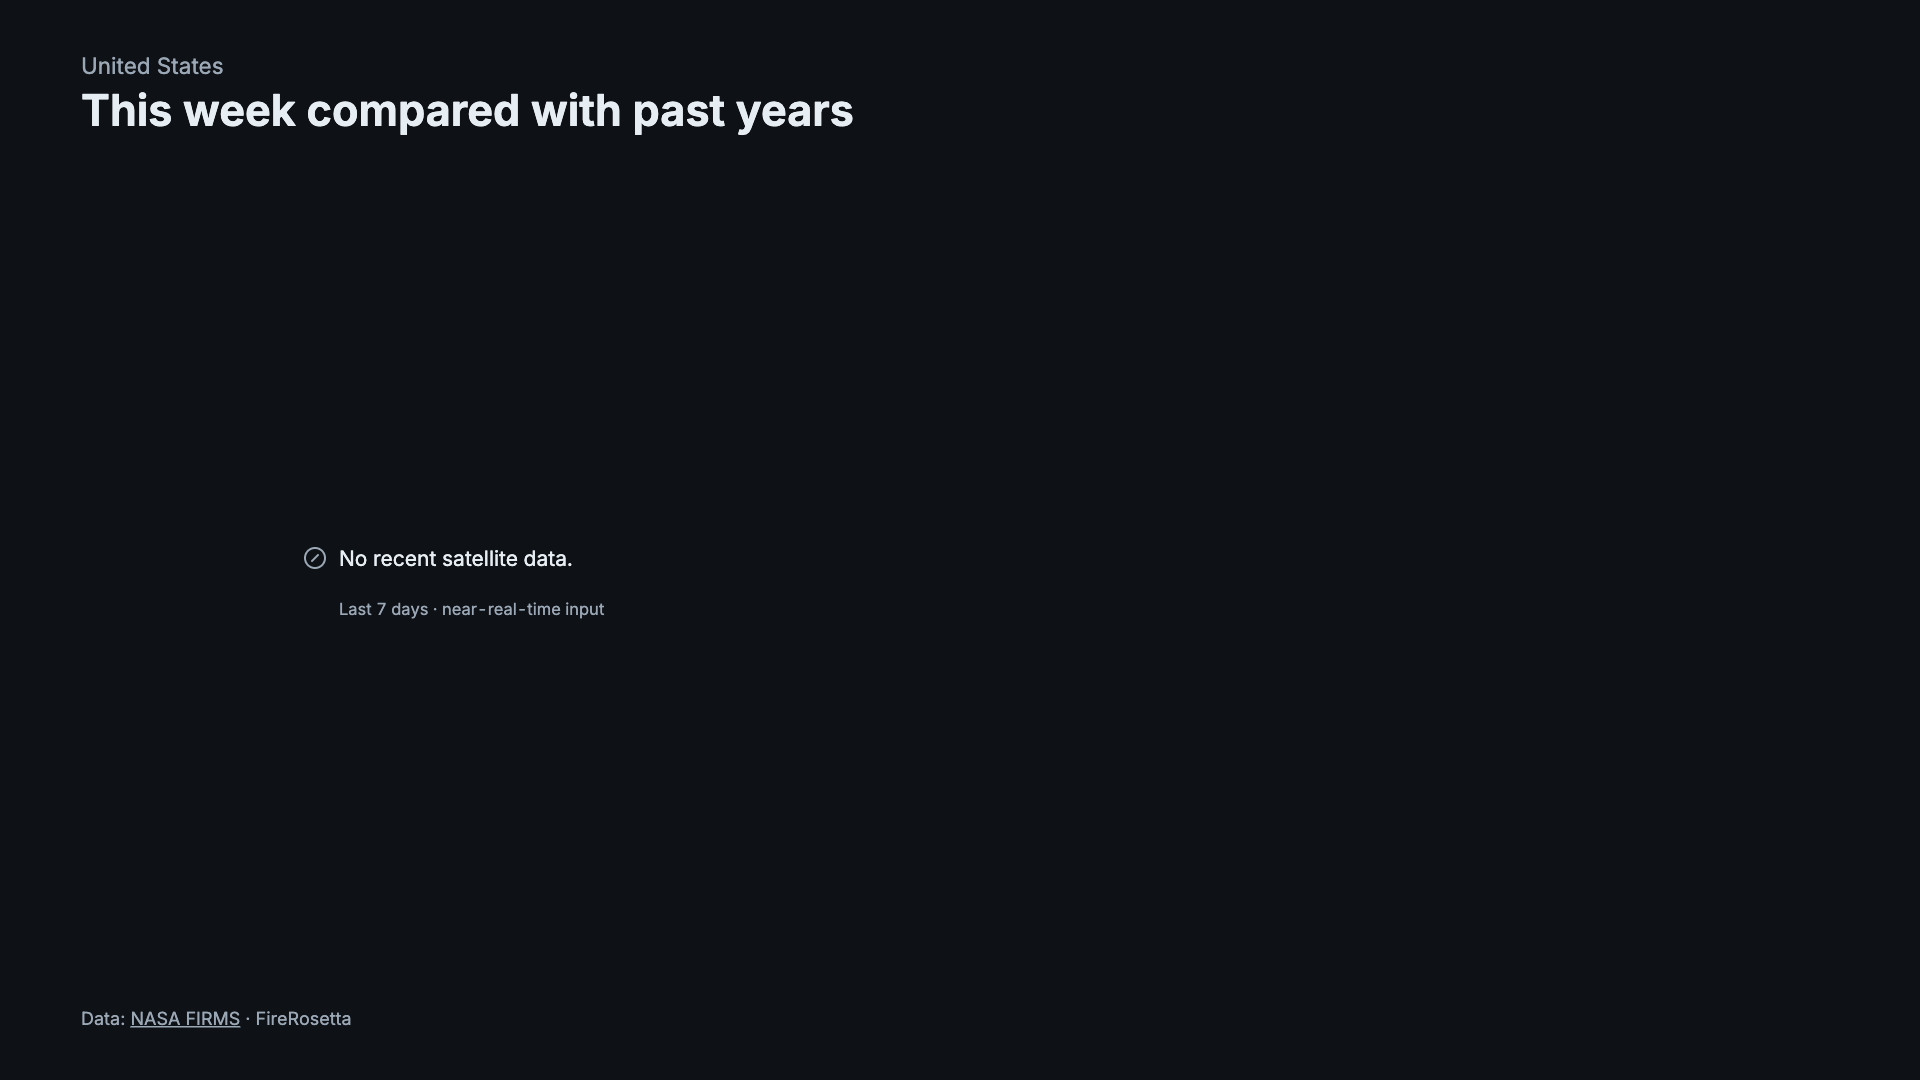 United States
This week compared with past years
No recent satellite data.
Last 7 days · near-real-time input
Data: NASA FIRMS · FireRosetta